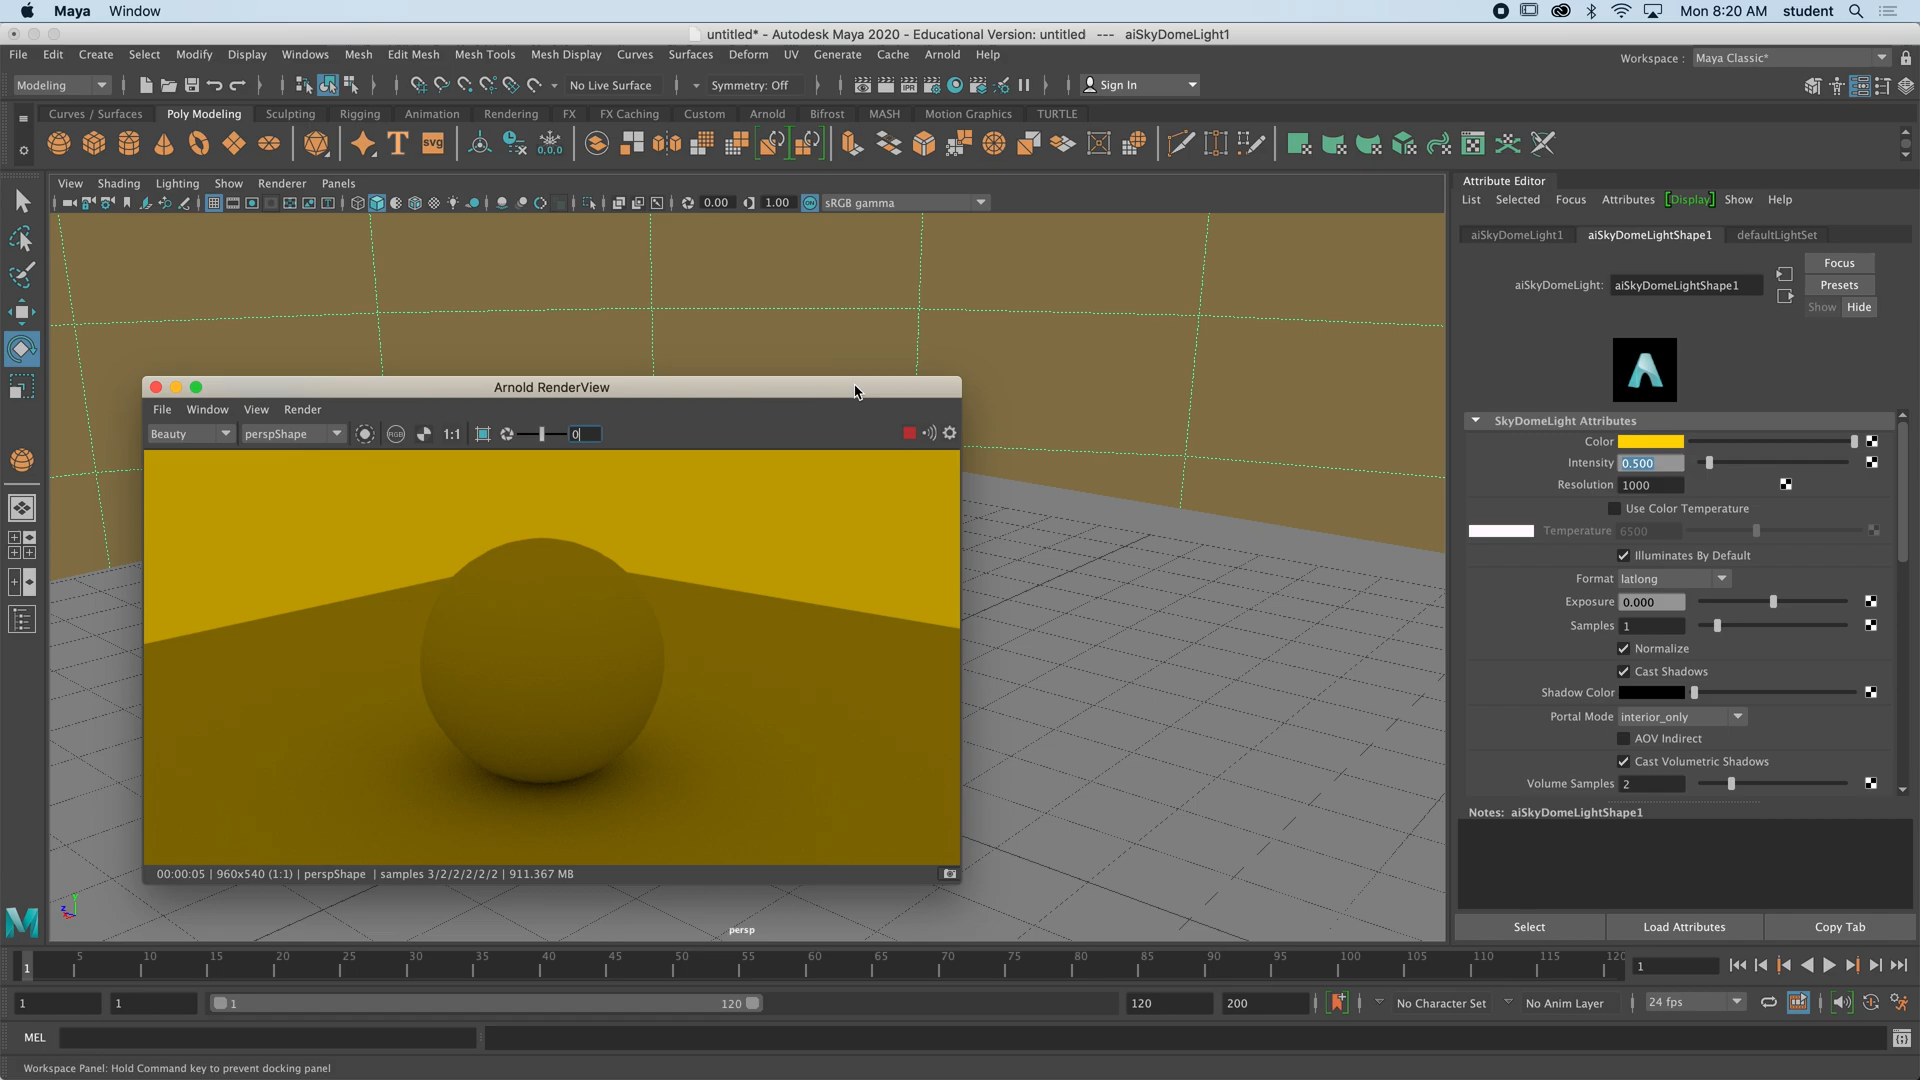 Maya Window Mon 8:20 AM student
untitled* - Autodesk Maya 2020 - Educational Version: untitled --- aiSkyDomeLight1
File Edit Create Select Modify Display Windows Mesh Edit Mesh Mesh Tools Mesh Display Curves Surfaces Deform UV Generate Cache Arnold Help
Workspace : Maya Classic*
Modeling No Live Surface Symmetry: Off Sign In
Curves / Surfaces Poly Modeling Sculpting Rigging Animation Rendering FX FX Caching Custom Arnold Bifrost MASH Motion Graphics TURTLE
View Shading Lighting Show Renderer Panels
0.00 1.00 ON sRGB gamma
Attribute Editor
List Selected Focus Attributes [Display] Show Help
aiSkyDomeLight1 aiSkyDomeLightShape1 defaultLightSet
aiSkyDomeLight: aiSkyDomeLightShape1
Focus
Presets
Show Hide
Arnold RenderView
File Window View Render
Beauty perspShape RGB 1:1 0
00:00:05 | 960x540 (1:1) | perspShape | samples 3/2/2/2/2/2 | 911.367 MB
persp
SkyDomeLight Attributes
Color
Intensity 0.500
Resolution 1000
Use Color Temperature
Temperature 6500
Illuminates By Default
Format latlong
Exposure 0.000
Samples 1
Normalize
Cast Shadows
Shadow Color
Portal Mode interior_only
AOV Indirect
Cast Volumetric Shadows
Volume Samples 2
Notes: aiSkyDomeLightShape1
Select Load Attributes Copy Tab
1 5 10 15 20 25 30 35 40 45 50 55 60 65 70 75 80 85 90 95 100 105 110 115 120 1
1 1 1 120 120 200 No Character Set No Anim Layer 24 fps
MEL
Workspace Panel: Hold Command key to prevent docking panel